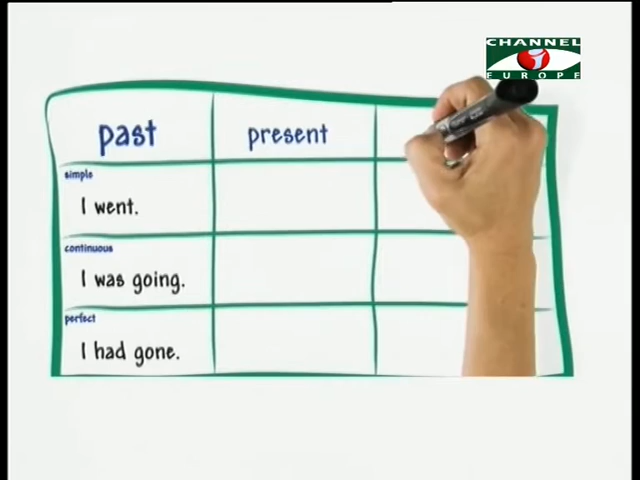 CHANNEL
i
EUROPE
past present
simple
I went.
continuous
I was going.
perfect
I had gone.